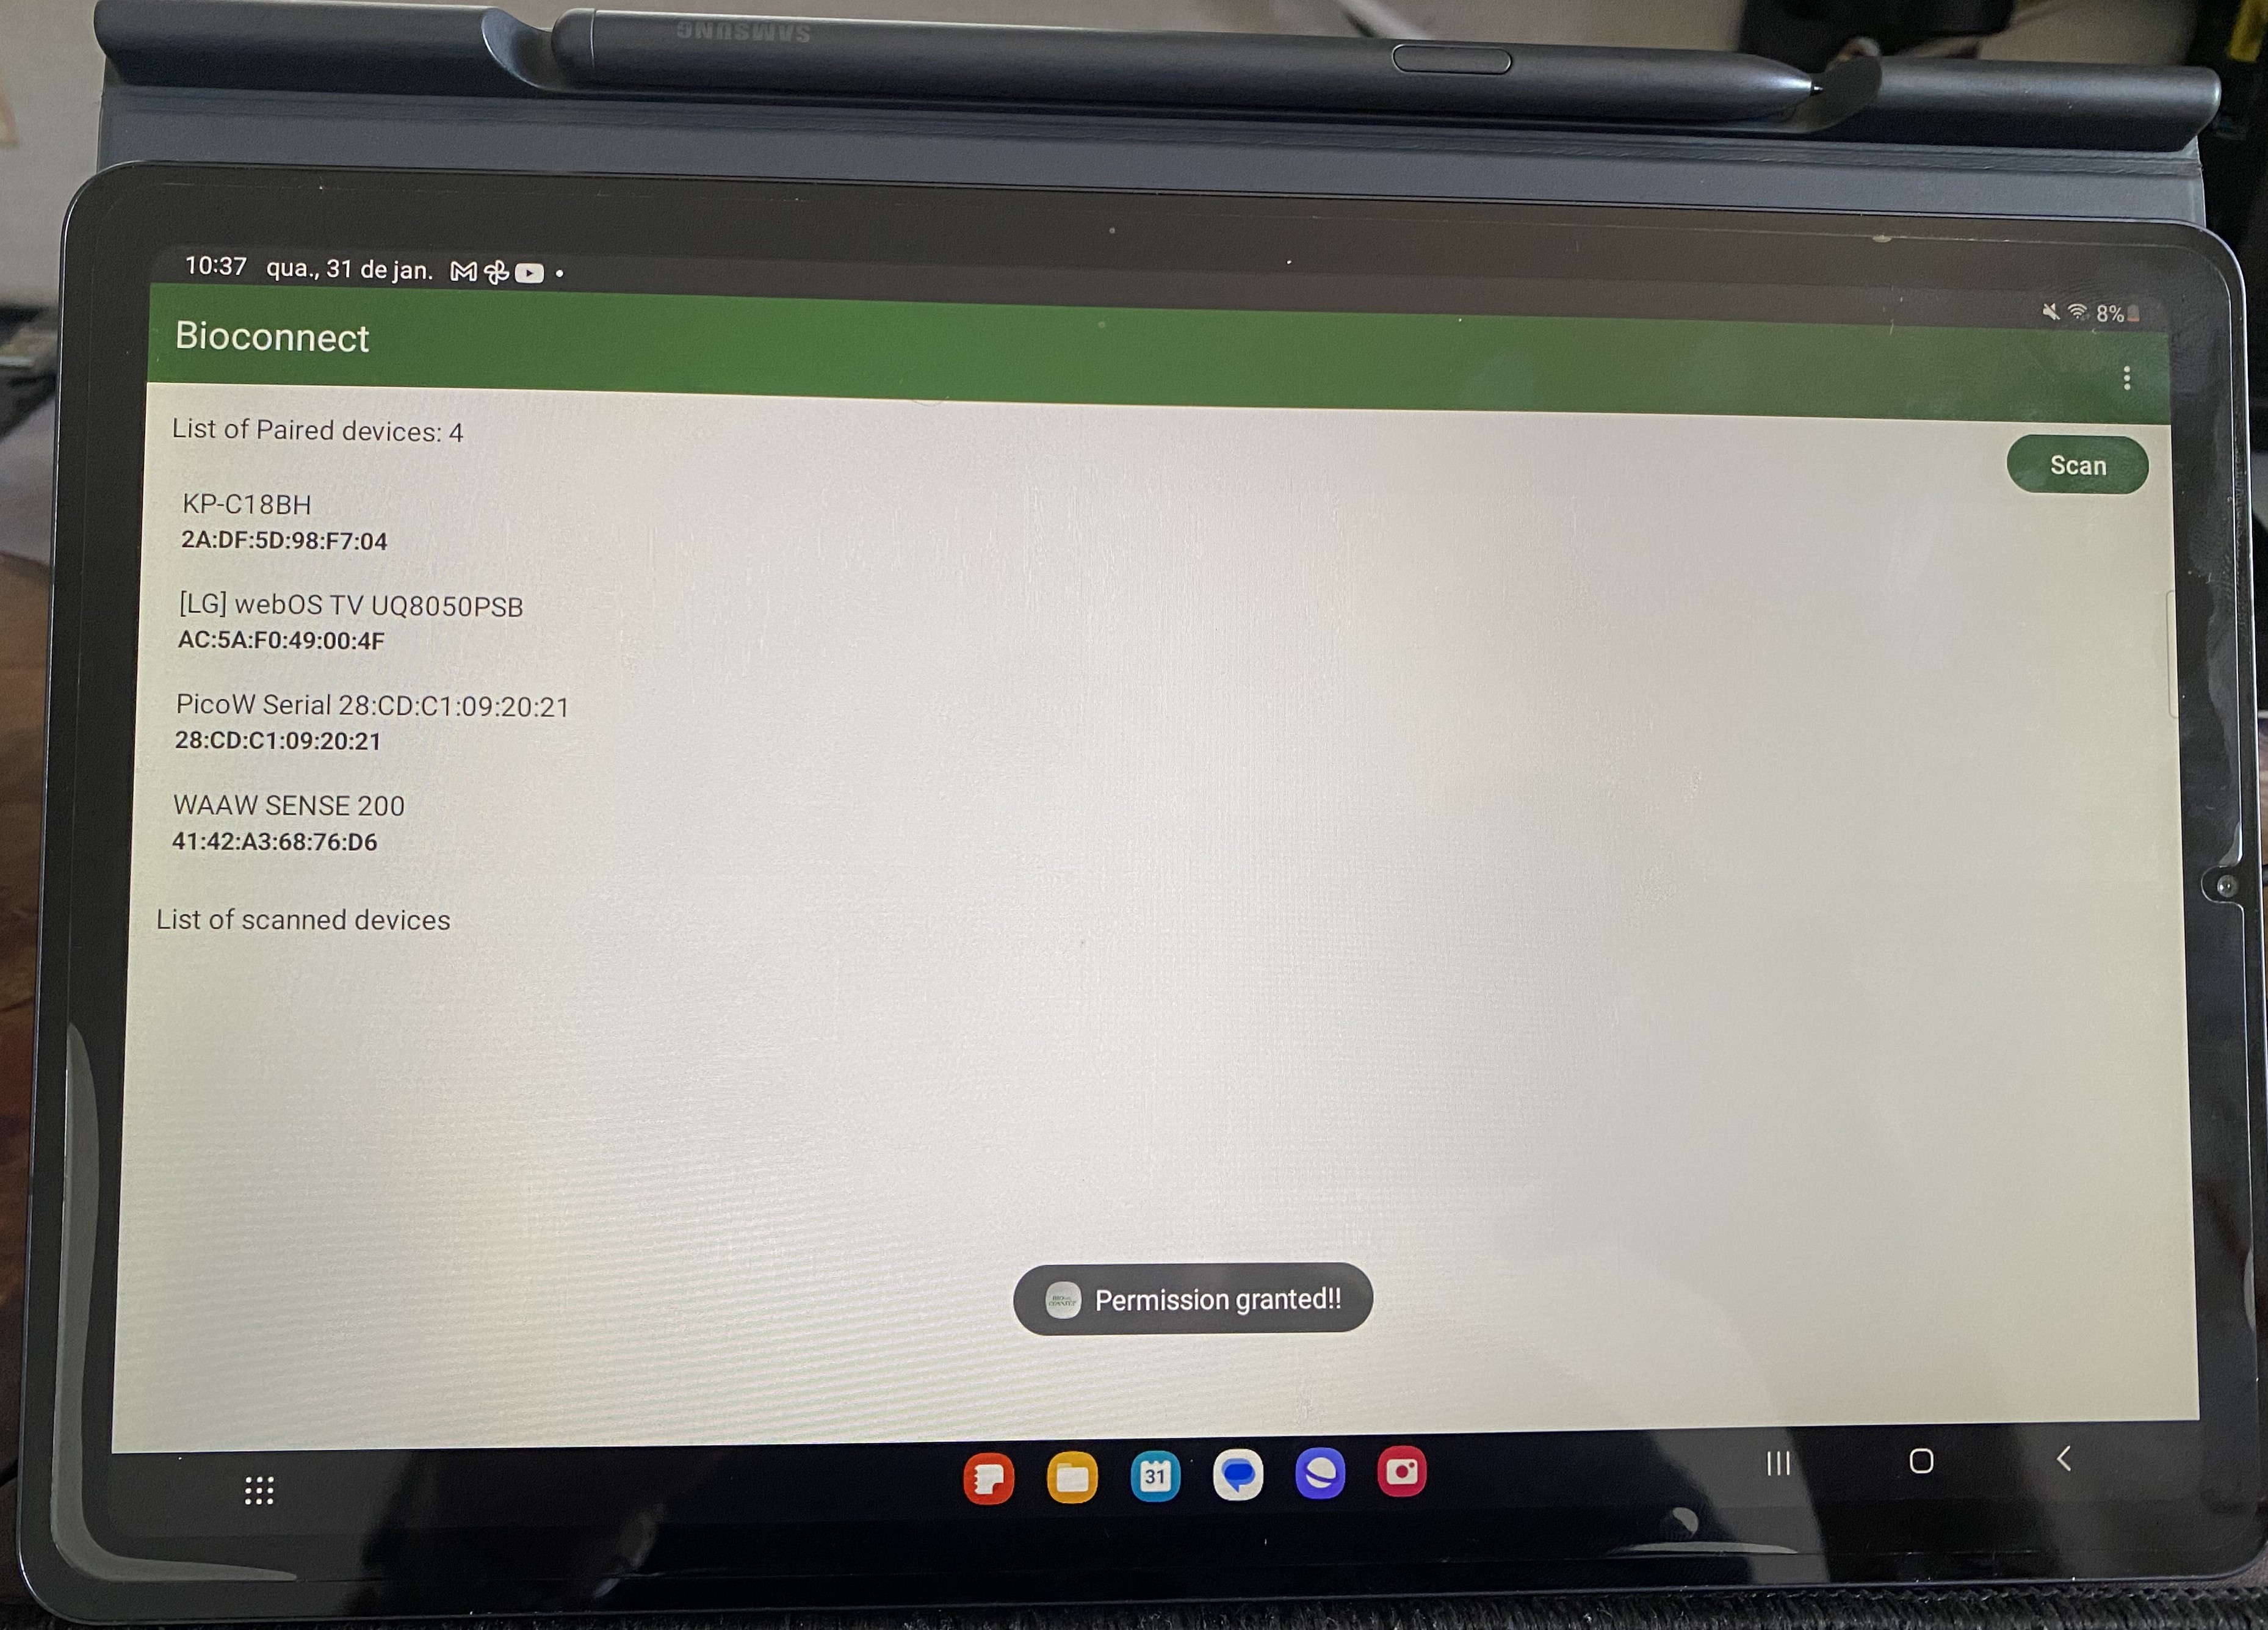 SAMSUNG
10:37 qua., 31 de jan.
8%
Bioconnect
List of Paired devices: 4
Scan
KP-C18BH
2A:DF:5D:98:F7:04
[LG] webOS TV UQ8050PSB
AC:5A:F0:49:00:4F
PicoW Serial 28:CD:C1:09:20:21
28:CD:C1:09:20:21
WAAW SENSE 200
41:42:A3:68:76:D6
List of scanned devices
Permission granted!!
31